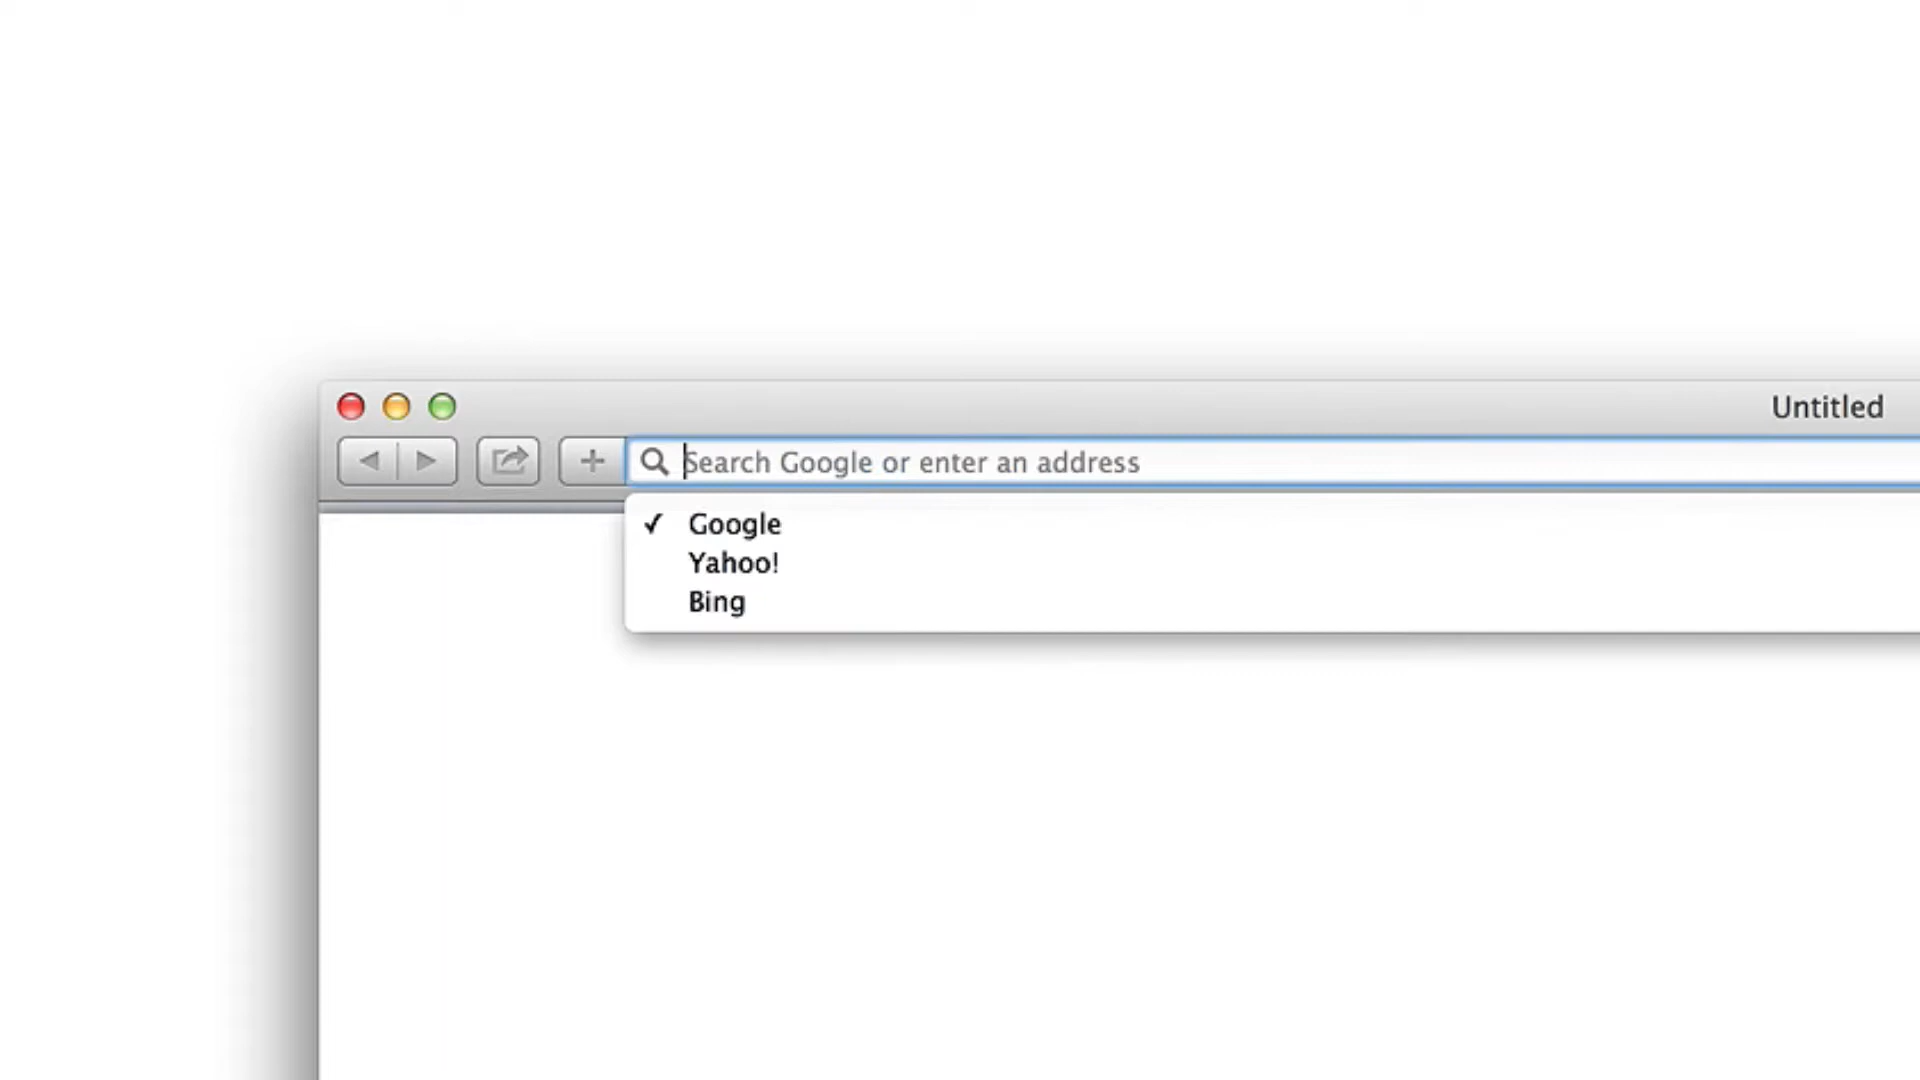 Untitled
Search Google or enter an address
✓ Google
Yahoo!
Bing